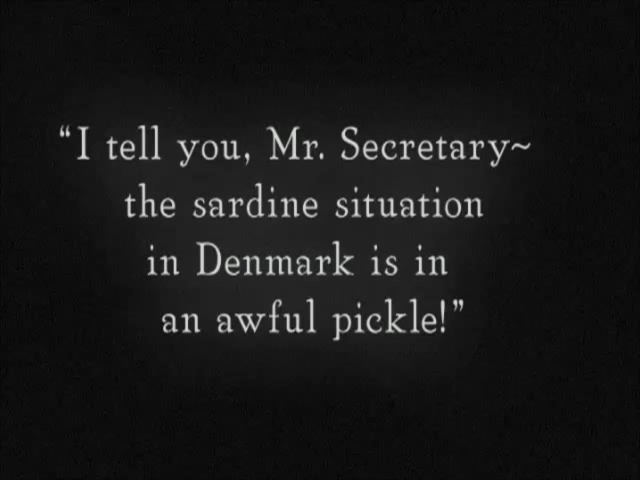 “I tell you, Mr. Secretary~
the sardine situation
in Denmark is in
an awful pickle!”